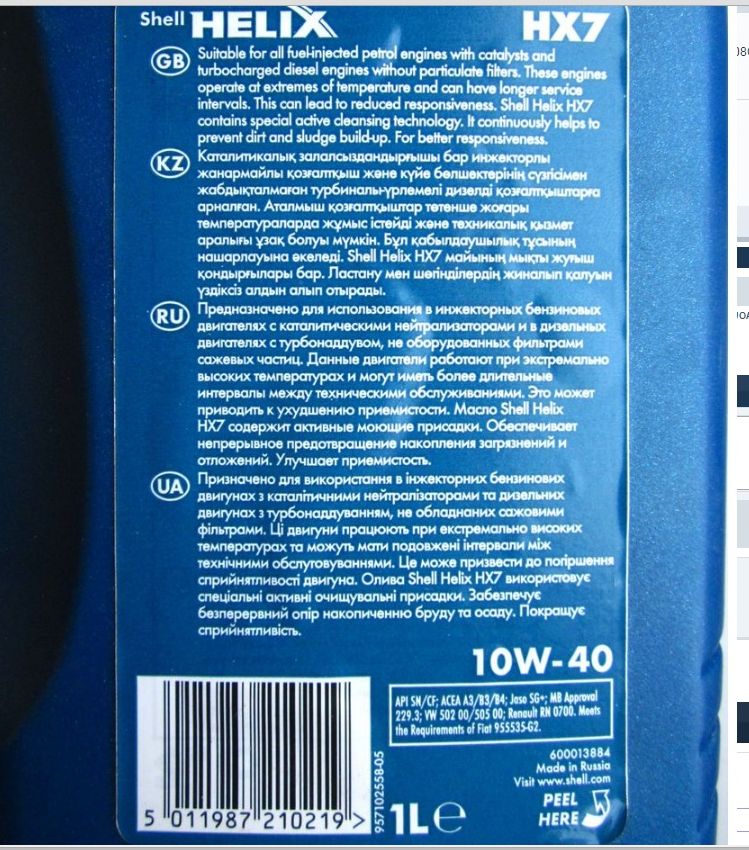 Shell HELIX HX7
GB
Suitable for all fuel-injected petrol engines with catalysts and
turbocharged diesel engines without particulate filters. These engines
operate at extremes of temperature and can have longer service
intervals. This can lead to reduced responsiveness. Shell Helix HX7
contains special active cleansing technology. It continuously helps to
prevent dirt and sludge build-up. For better responsiveness.
KZ
Каталитикалық залалсыздандырғышы бар инжекторлы
жанармайлы қозғалтқыш және күйе бөлшектерінің сүзгісімен
жабдықталмаған турбиналы-үрлемелі дизелді қозғалтқыштарға
арналған. Аталмыш қозғалтқыштар төтенше жоғары
температураларда жұмыс істейді және техникалық қызмет
аралығы ұзақ болуы мүмкін. Бұл қабылдаушылық тұсының
нашарлауына әкеледі. Shell Helix HX7 майының мықты жуғыш
қондырғылары бар. Ластану мен шөгінділердің жиналып қалуын
үздіксіз алдын алып отырады.
RU
Предназначено для использования в инжекторных бензиновых
двигателях с каталитическими нейтрализаторами и в дизельных
двигателях с турбонаддувом, не оборудованных фильтрами
сажевых частиц. Данные двигатели работают при экстремально
высоких температурах и могут иметь более длительные
интервалы между техническими обслуживаниями. Это может
приводить к ухудшению приемистости. Масло Shell Helix
HX7 содержит активные моющие присадки. Обеспечивает
непрерывное предотвращение накопления загрязнений и
отложений. Улучшает приемистость.
UA
Призначено для використання в інжекторних бензинових
двигунах з каталітичними нейтралізаторами та дизельних
двигунах з турбонаддуванням, не обладнаних сажовими
фільтрами. Ці двигуни працюють при екстремально високих
температурах та можуть мати подовжені інтервали між
технічними обслуговуваннями. Це може призвести до погіршення
сприйнятливості двигуна. Олива Shell Helix HX7 використовує
спеціальні активні очищувальні присадки. Забезпечує
безперервний опір накопиченню бруду та осаду. Покращує
сприйнятливість.
10W-40
API SN/CF; ACEA A3/B3/B4; Jaso SG+; MB Approval
229.3; VW 502 00/505 00; Renault RN 0700. Meets
the Requirements of Fiat 955535-G2.
600013884
Made in Russia
Visit www.shell.com
957102558-05
5 011987 210219 >
1L e
PEEL
HERE